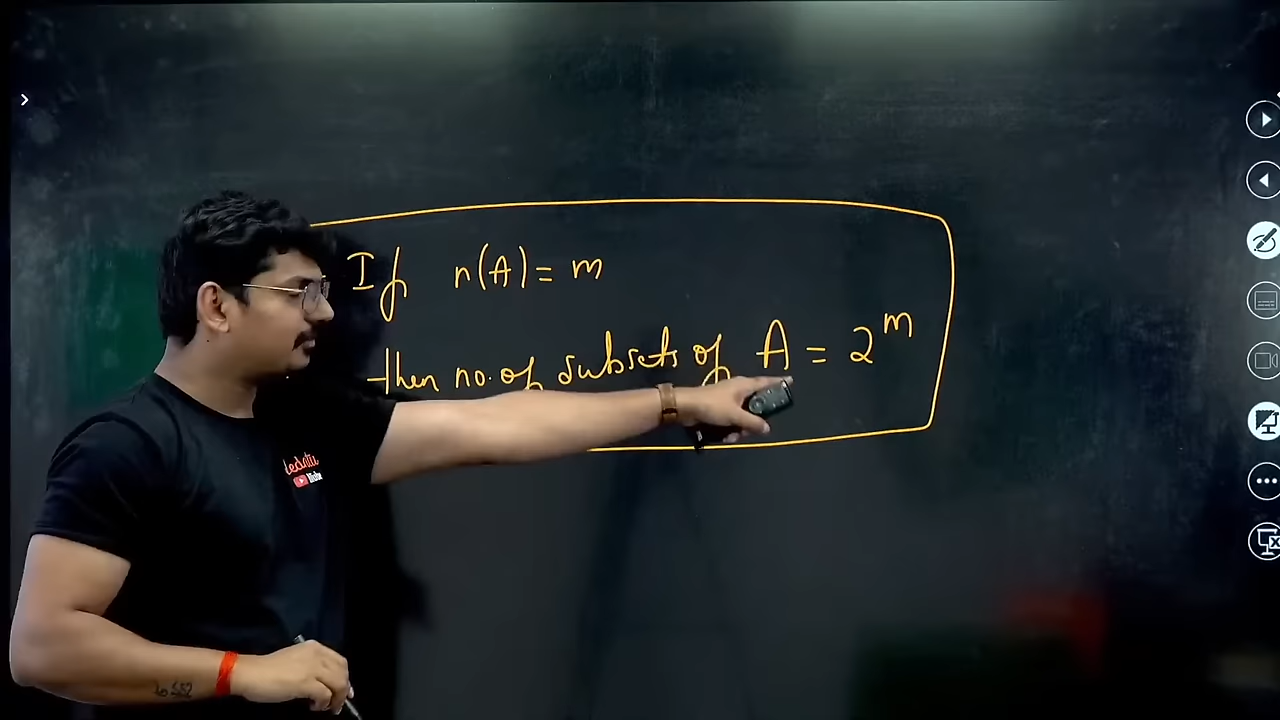 If n(A) = m
then no. of subsets of A = 2^m